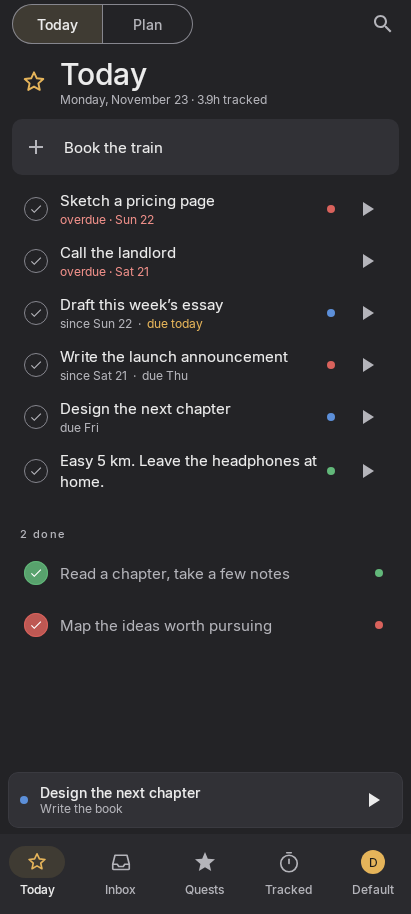 Today
Plan
Today
Monday, November 23 · 3.9h tracked
Book the train
Sketch a pricing page
overdue · Sun 22
Call the landlord
overdue · Sat 21
Draft this week’s essay
since Sun 22 · due today
Write the launch announcement
since Sat 21 · due Thu
Design the next chapter
due Fri
Easy 5 km. Leave the headphones at
home.
2 done
Read a chapter, take a few notes
Map the ideas worth pursuing
Design the next chapter
Write the book
D
Today
Inbox
Quests
Tracked
Default